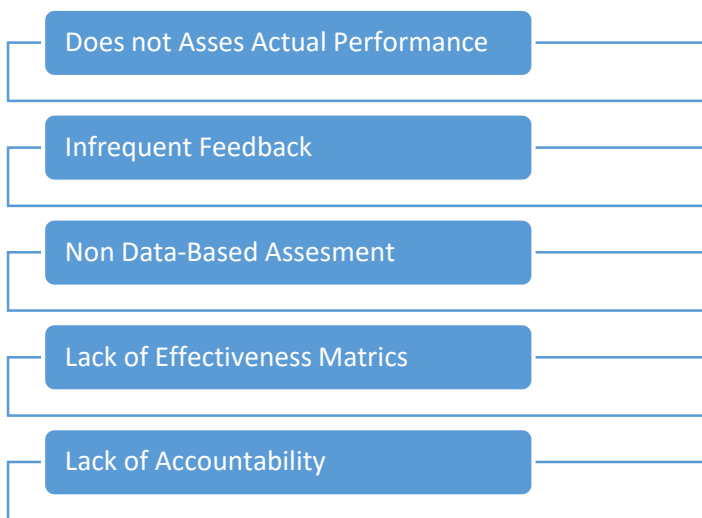 Does not Asses Actual Performance
Infrequent Feedback
Non Data-Based Assesment
Lack of Effectiveness Matrics
Lack of Accountability